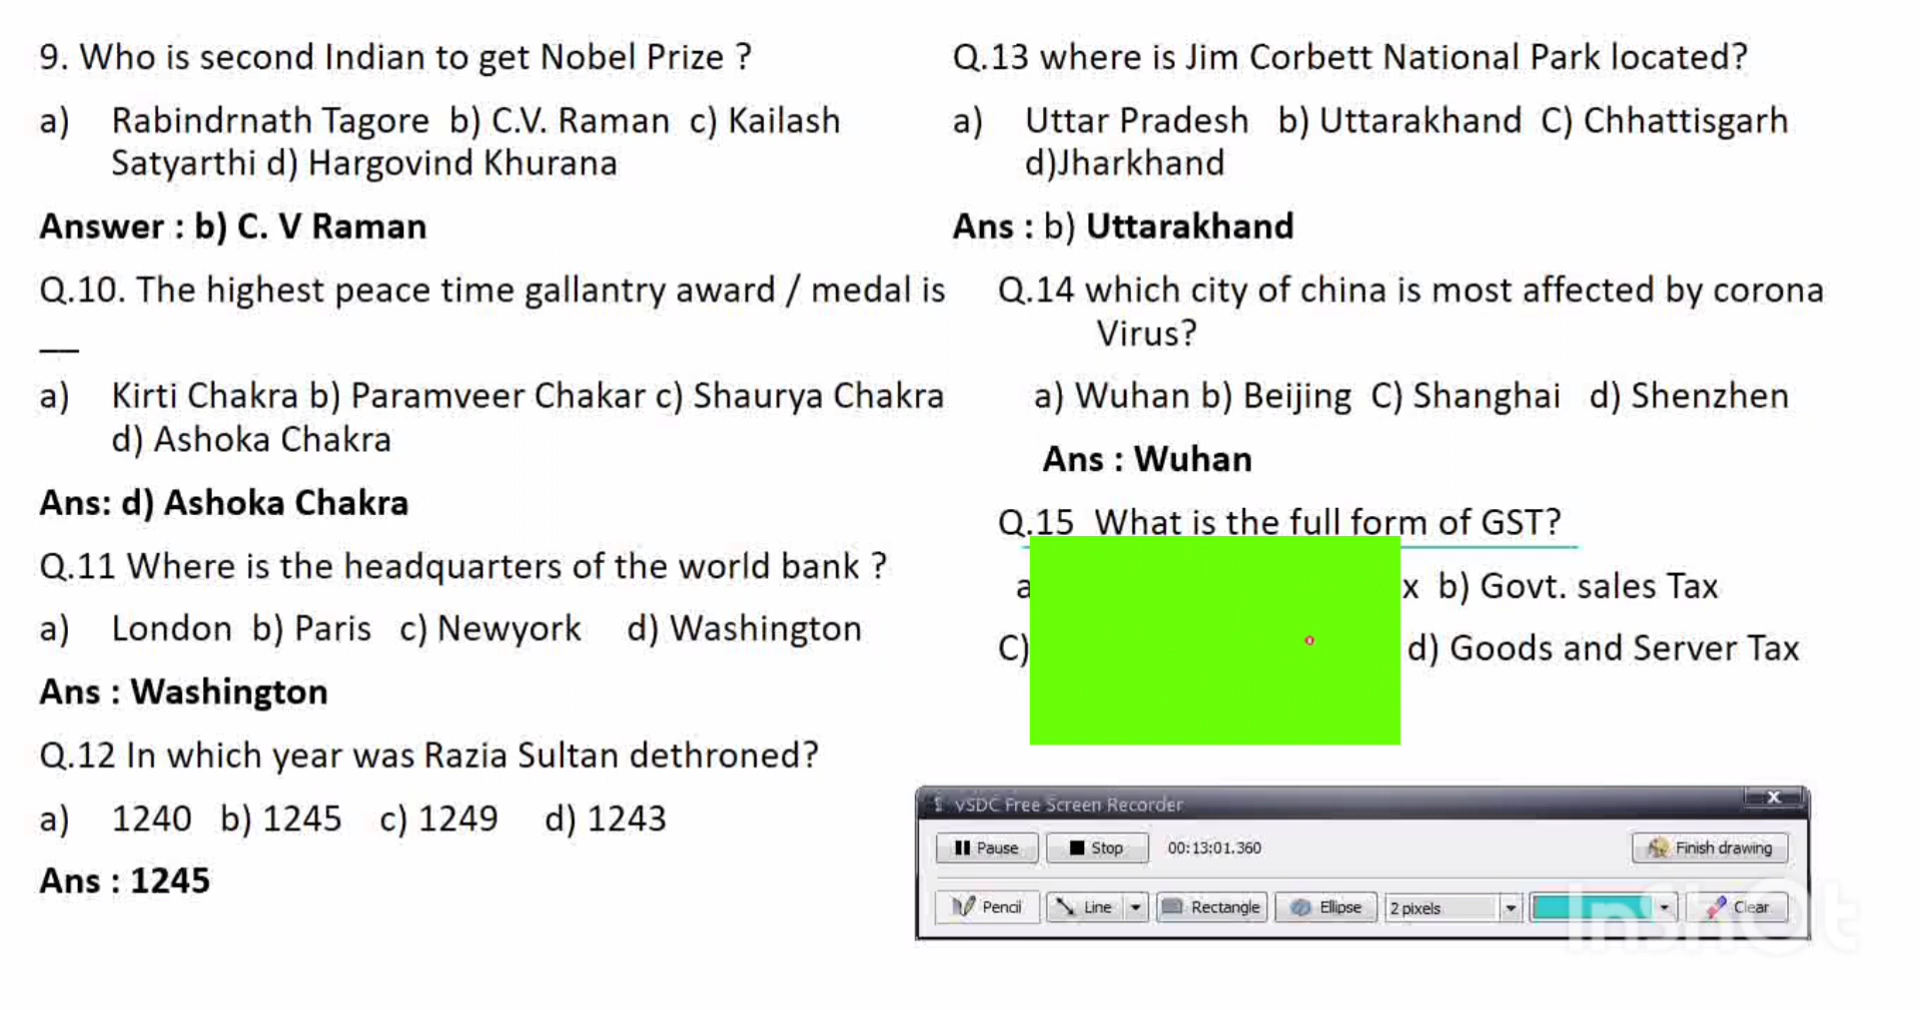 9. Who is second Indian to get Nobel Prize ?
a) Rabindrnath Tagore b) C.V. Raman c) Kailash
Satyarthi d) Hargovind Khurana
Answer : b) C. V Raman
Q.10. The highest peace time gallantry award / medal is
__
a) Kirti Chakra b) Paramveer Chakar c) Shaurya Chakra
d) Ashoka Chakra
Ans: d) Ashoka Chakra
Q.11 Where is the headquarters of the world bank ?
a) London b) Paris c) Newyork d) Washington
Ans : Washington
Q.12 In which year was Razia Sultan dethroned?
a) 1240 b) 1245 c) 1249 d) 1243
Ans : 1245
Q.13 where is Jim Corbett National Park located?
a) Uttar Pradesh b) Uttarakhand C) Chhattisgarh
d)Jharkhand
Ans : b) Uttarakhand
Q.14 which city of china is most affected by corona
Virus?
a) Wuhan b) Beijing C) Shanghai d) Shenzhen
Ans : Wuhan
Q.15 What is the full form of GST?
a x b) Govt. sales Tax
C) d) Goods and Server Tax
vSDC Free Screen Recorder
Pause Stop 00:13:01.360 Finish drawing
Pencil Line Rectangle Ellipse 2 pixels Clear
InShOt